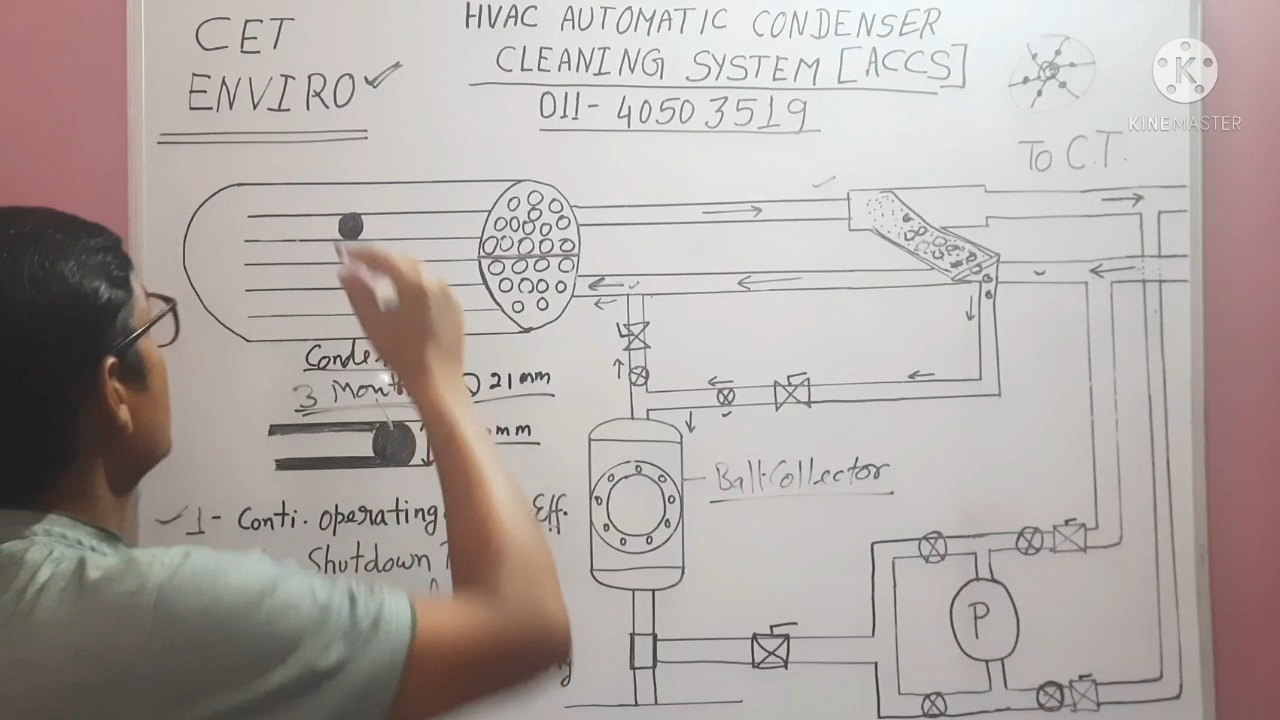 CET
ENVIRO
HVAC AUTOMATIC CONDENSER
CLEANING SYSTEM [ACCS]
011-40503519
K
KINEMASTER
To C.T.
3 21mm
mm
Ball Collector
1- Conti. operating Eff.
Shutdown
P